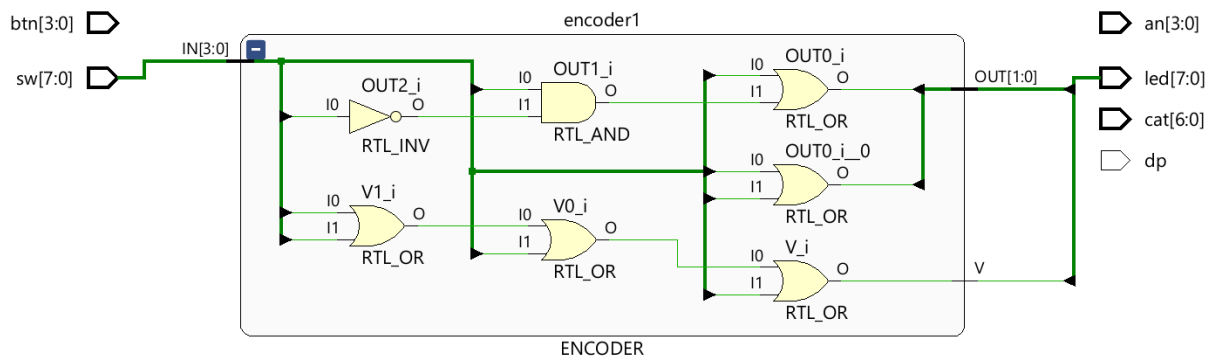 encoder1
btn[3:0]
sw[7:0]
IN[3:0]
−
OUT2_i
I0
O
RTL_INV
V1_i
I0
I1
O
RTL_OR
OUT1_i
I0
I1
O
RTL_AND
V0_i
I0
I1
O
RTL_OR
OUT0_i
I0
I1
O
RTL_OR
OUT0_i__0
I0
I1
O
RTL_OR
V_i
I0
I1
O
RTL_OR
OUT[1:0]
V
an[3:0]
led[7:0]
cat[6:0]
dp
ENCODER